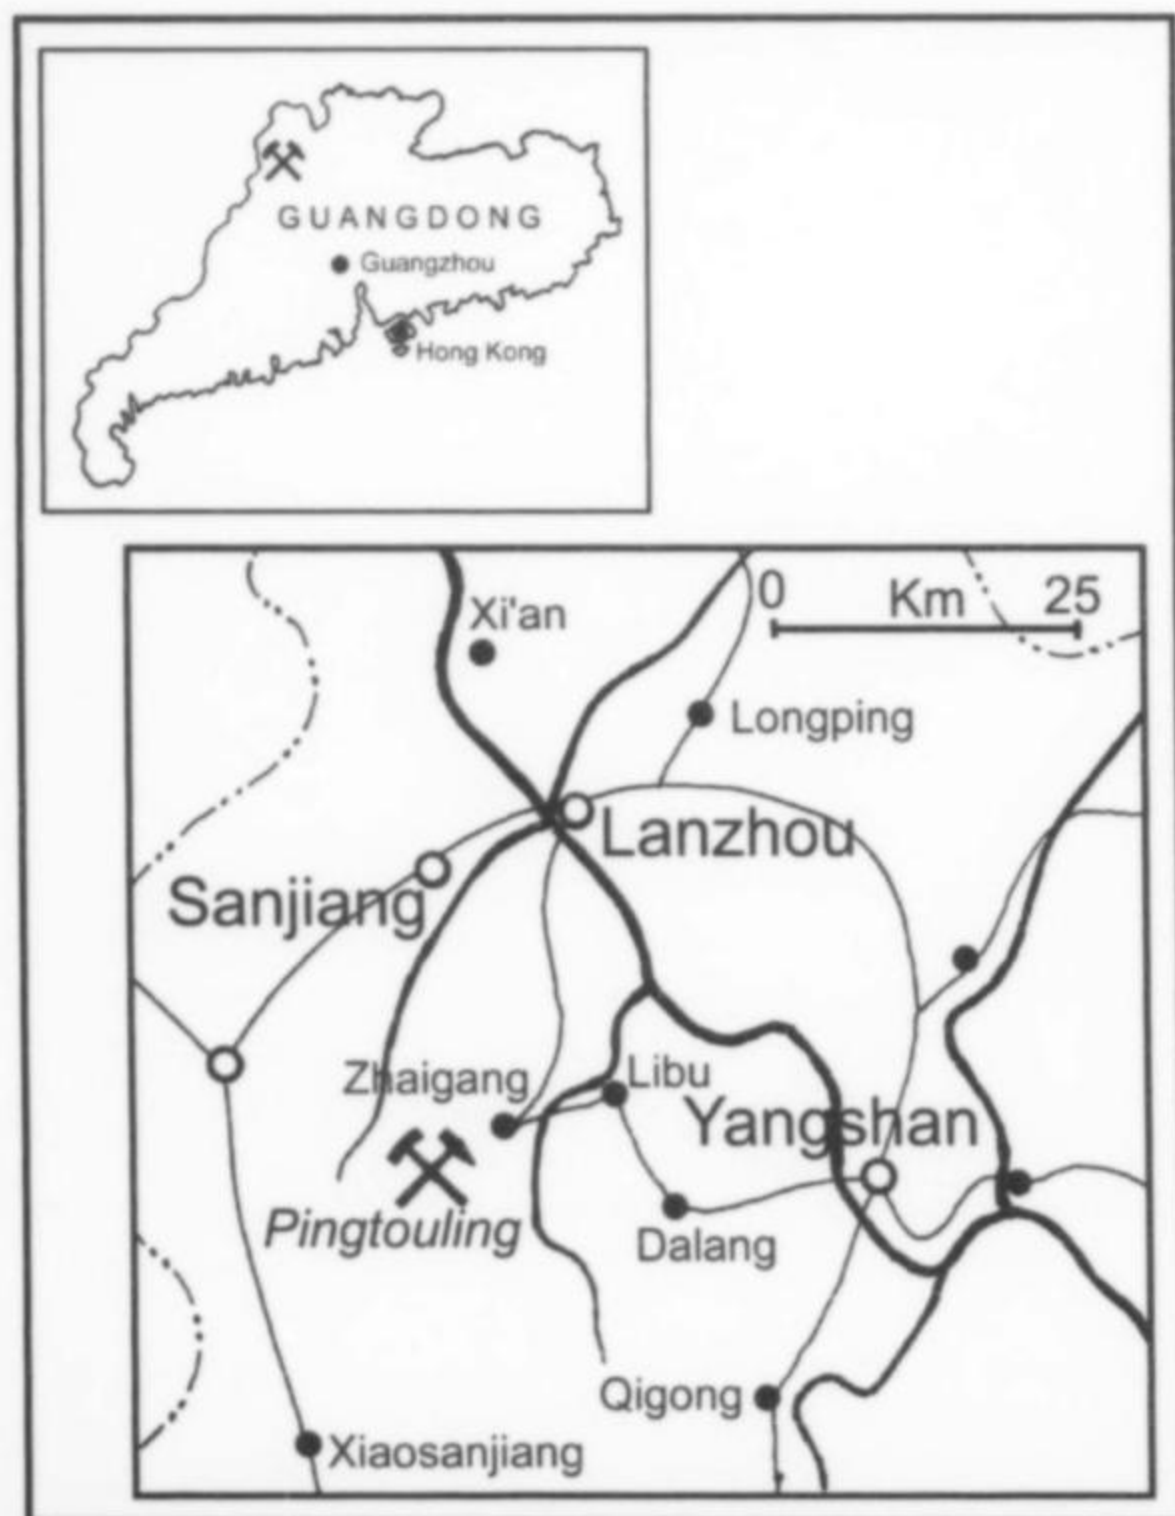 GUANGDONG
Guangzhou
Hong Kong
Xi'an
0 Km 25
Longping
Lanzhou
Sanjiang
Zhaigang
Libu
Yangshan
Pingtouling
Dalang
Qigong
Xiaosanjiang